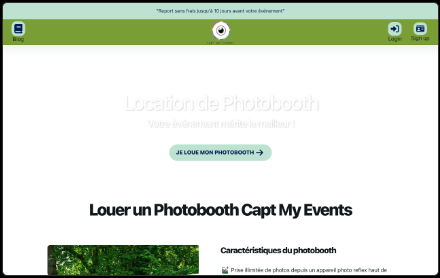 "Report sans frais jusqu'à 10 jours avant votre événement"
Blog
Login
Sign up
Location de Photobooth
Votre événement mérite le meilleur !
JE LOUE MON PHOTOBOOTH
Louer un Photobooth Capt My Events
Caractéristiques du photobooth
Prise illimitée de photos depuis un appareil photo reflex haut de